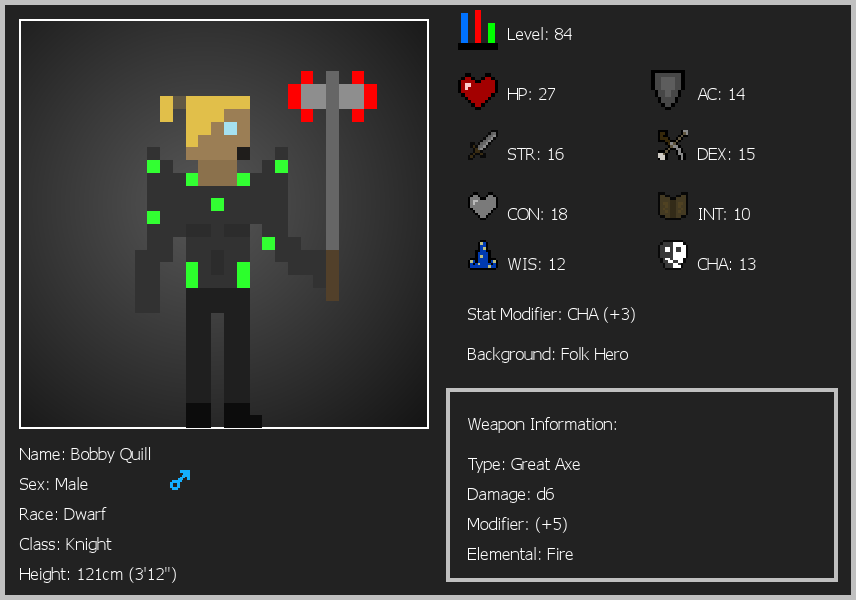 Level: 84
HP: 27
AC: 14
STR: 16
DEX: 15
CON: 18
INT: 10
WIS: 12
CHA: 13
Stat Modifier: CHA (+3)
Background: Folk Hero
Weapon Information:
Type: Great Axe
Damage: d6
Modifier: (+5)
Elemental: Fire
Name: Bobby Quill
Sex: Male
Race: Dwarf
Class: Knight
Height: 121cm (3'12")